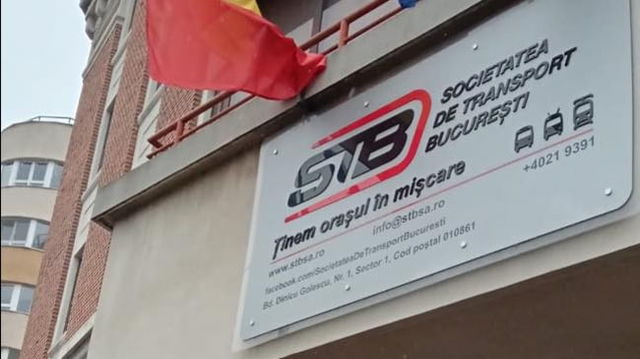 STB
SOCIETATEA
DE TRANSPORT
BUCUREȘTI
Ținem orașul în mișcare
+4021 9391
www.stbsa.ro
info@stbsa.ro
facebook.com/SocietateaDeTransportBucuresti
Bd. Dinicu Golescu, Nr. 1, Sector 1, Cod poștal 010861